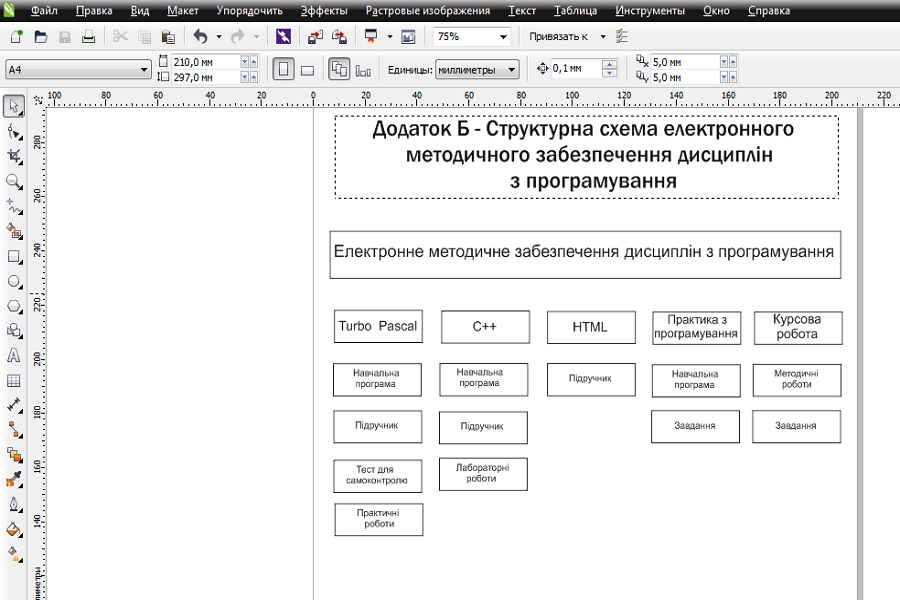 Файл Правка Вид Макет Упорядочить Эффекты Растровые изображения Текст Таблица Инструменты Окно Справка
75% Привязать к
A4 210,0 мм 297,0 мм Единицы: миллиметры 0,1 мм 5,0 мм 5,0 мм
100 80 60 40 20 0 20 40 60 80 100 120 140 160 180 200 220
280
260
240
220
200
180
160
140
лиметры
Додаток Б - Структурна схема електронного
методичного забезпечення дисциплін
з програмування
Електронне методичне забезпечення дисциплін з програмування
Turbo Pascal
C++
HTML
Практика з
програмування
Курсова
робота
Навчальна
програма
Навчальна
програма
Підручник
Навчальна
програма
Методичні
роботи
Підручник
Підручник
Завдання
Завдання
Тест для
самоконтролю
Лабораторні
роботи
Практичні
роботи